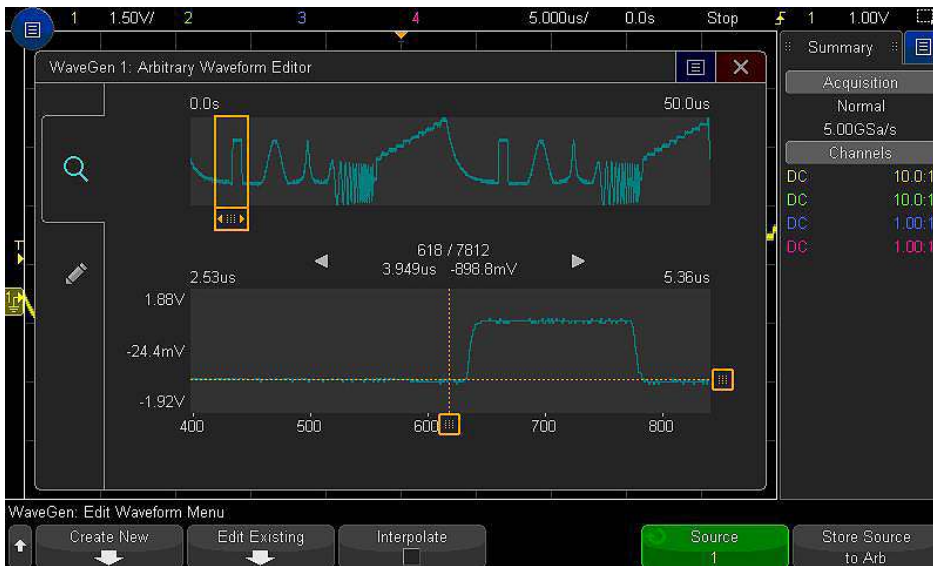 1 1.50V/ 2 3 4 5.000us/ 0.0s Stop 1 1.00V
Summary
WaveGen 1: Arbitrary Waveform Editor
Acquisition
Normal
5.00GSa/s
Channels
DC 10.0:1
DC 10.0:1
DC 1.00:1
DC 1.00:1
0.0s 50.0us
618 / 7812
3.949us -898.8mV
2.53us 5.36us
1.88V
-24.4mV
-1.92V
400 500 600 700 800
T
1
WaveGen: Edit Waveform Menu
Create New
Edit Existing
Interpolate
Source
1
Store Source
to Arb